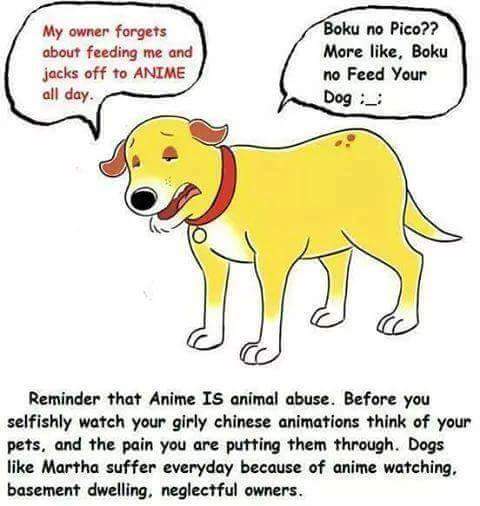 My owner forgets
about feeding me and
jacks off to ANIME
all day.
Boku no Pico??
More like, Boku
no Feed Your
Dog ;_;
Reminder that Anime IS animal abuse. Before you
selfishly watch your girly chinese animations think of your
pets, and the pain you are putting them through. Dogs
like Martha suffer everyday because of anime watching,
basement dwelling, neglectful owners.